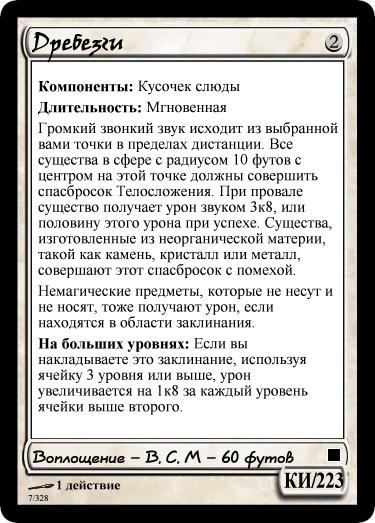 Дребезги
2
Компоненты: Кусочек слюды
Длительность: Мгновенная
Громкий звонкий звук исходит из выбранной
вами точки в пределах дистанции. Все
существа в сфере с радиусом 10 футов с
центром на этой точке должны совершить
спасбросок Телосложения. При провале
существо получает урон звуком 3к8, или
половину этого урона при успехе. Существа,
изготовленные из неорганической материи,
такой как камень, кристалл или металл,
совершают этот спасбросок с помехой.
Немагические предметы, которые не несут и
не носят, тоже получают урон, если
находятся в области заклинания.
На больших уровнях: Если вы
накладываете это заклинание, используя
ячейку 3 уровня или выше, урон
увеличивается на 1к8 за каждый уровень
ячейки выше второго.
Воплощение – В, С, М – 60 футов
КИ/223
1 действие
7/328